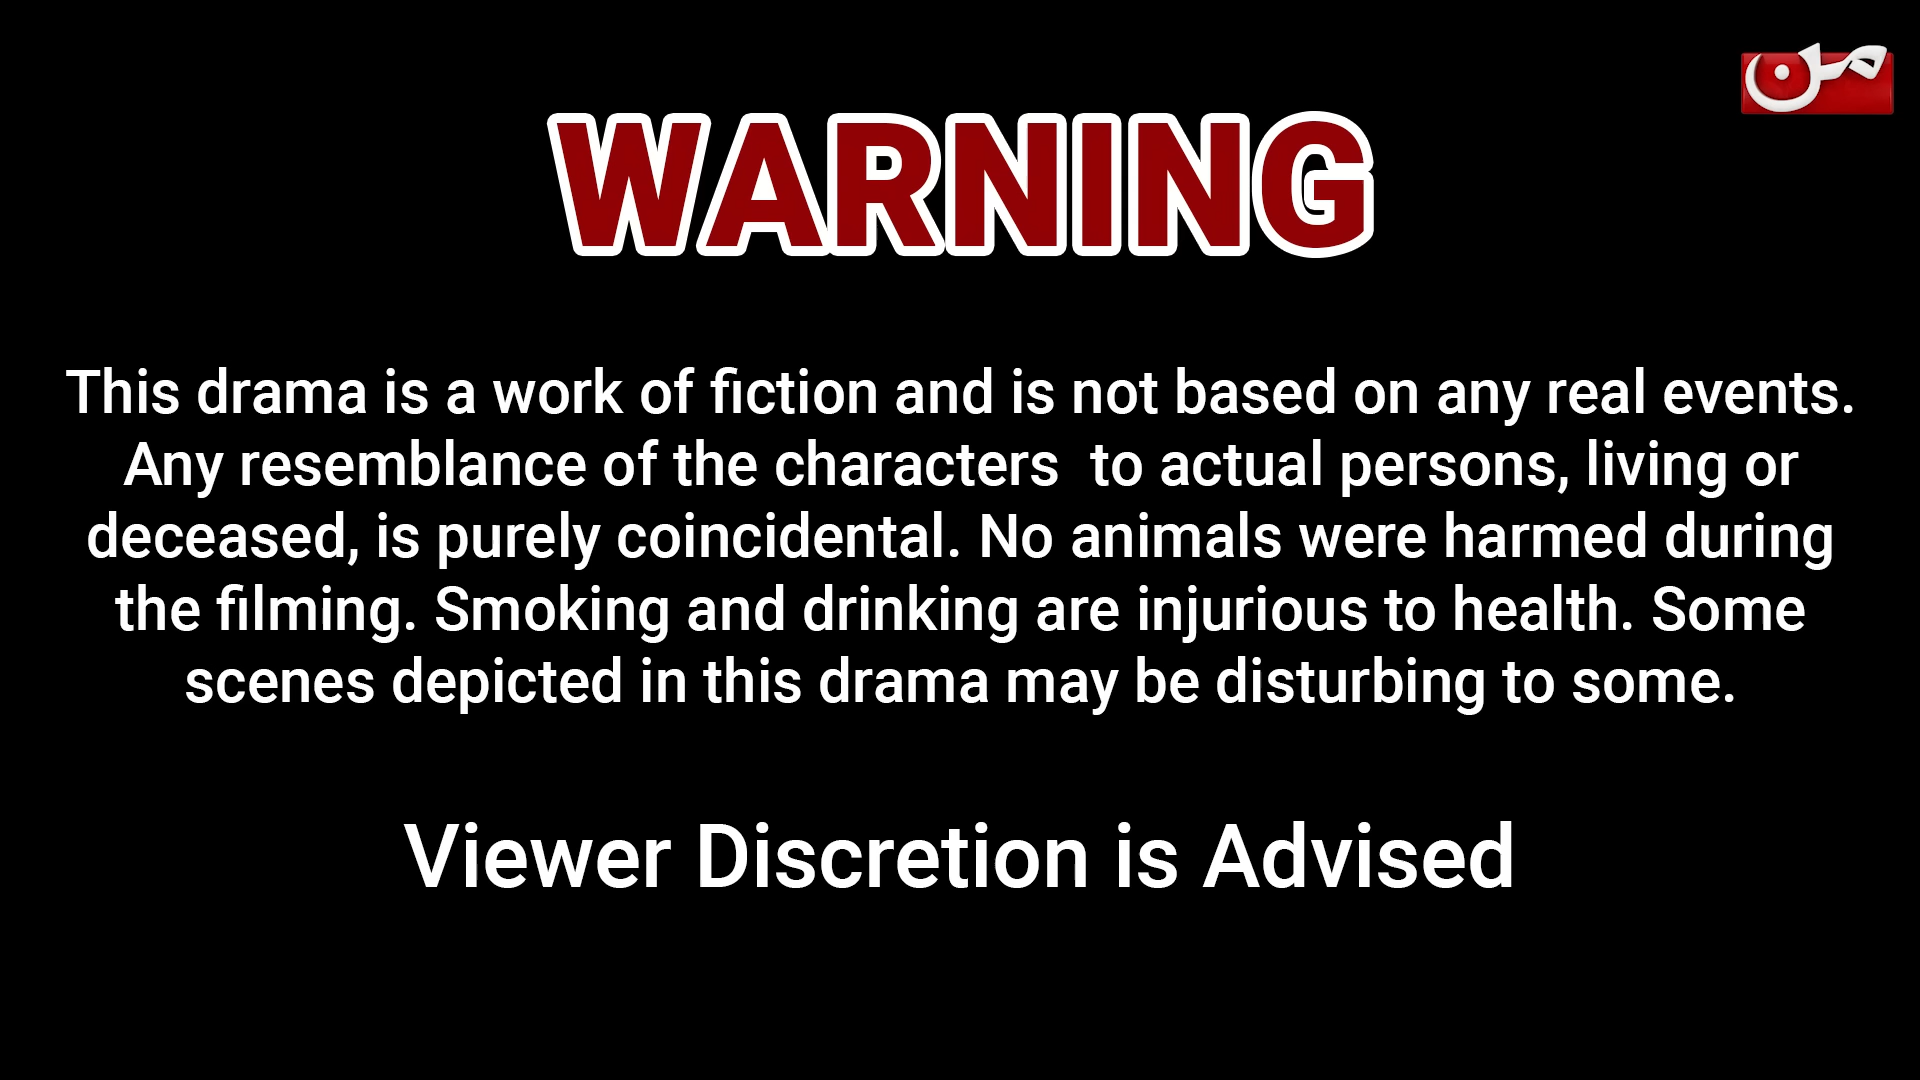 من
WARNING
This drama is a work of fiction and is not based on any real events.
Any resemblance of the characters  to actual persons, living or
deceased, is purely coincidental. No animals were harmed during
the filming. Smoking and drinking are injurious to health. Some
scenes depicted in this drama may be disturbing to some.
Viewer Discretion is Advised